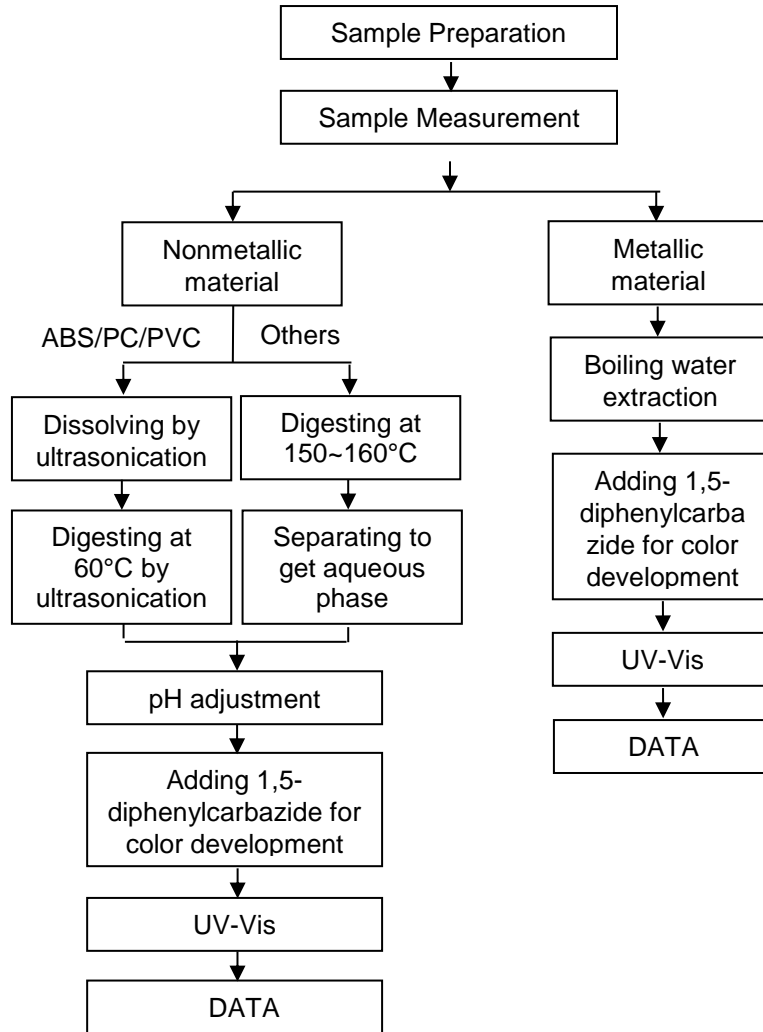 Sample Preparation
Sample Measurement
Nonmetallic
material
Metallic
material
ABS/PC/PVC
Others
Boiling water
extraction
Dissolving by
ultrasonication
Digesting at
150~160°C
Adding 1,5-
diphenylcarba
zide for color
development
Digesting at
60°C by
ultrasonication
Separating to
get aqueous
phase
UV-Vis
pH adjustment
DATA
Adding 1,5-
diphenylcarbazide for
color development
UV-Vis
DATA